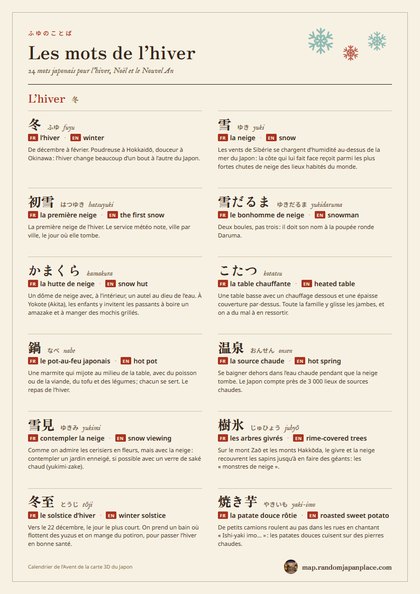 ふゆのことば
Les mots de l'hiver
24 mots japonais pour l'hiver, Noël et le Nouvel An
L'hiver 冬
冬 ふゆ fuyu
FR l'hiver · EN winter
De décembre à février. Poudreuse à Hokkaidō, douceur à
Okinawa : l'hiver change beaucoup d'un bout à l'autre du Japon.
雪 ゆき yuki
FR la neige · EN snow
Les vents de Sibérie se chargent d'humidité au-dessus de la
mer du Japon : la côte qui lui fait face reçoit parmi les plus
fortes chutes de neige des lieux habités du monde.
初雪 はつゆき hatsuyuki
FR la première neige · EN the first snow
La première neige de l'hiver. Le service météo note, ville par
ville, le jour où elle tombe.
雪だるま ゆきだるま yukidaruma
FR le bonhomme de neige · EN snowman
Deux boules, pas trois : il doit son nom à la poupée ronde
Daruma.
かまくら kamakura
FR la hutte de neige · EN snow hut
Un dôme de neige avec, à l'intérieur, un autel au dieu de l'eau. À
Yokote (Akita), les enfants y invitent les passants à boire un
amazake et à manger des mochis grillés.
こたつ kotatsu
FR la table chauffante · EN heated table
Une table basse avec un chauffage dessous et une épaisse
couverture par-dessus. Toute la famille y glisse les jambes, et
on a du mal à en ressortir.
鍋 なべ nabe
FR le pot-au-feu japonais · EN hot pot
Une marmite qui mijote au milieu de la table, avec du poisson
ou de la viande, du tofu et des légumes ; chacun se sert. Le
repas de l'hiver.
温泉 おんせん onsen
FR la source chaude · EN hot spring
Se baigner dehors dans l'eau chaude pendant que la neige
tombe. Le Japon compte près de 3 000 lieux de sources
chaudes.
雪見 ゆきみ yukimi
FR contempler la neige · EN snow viewing
Comme on admire les cerisiers en fleurs, mais avec la neige :
contempler un jardin enneigé, si possible avec un verre de saké
chaud (yukimi-zake).
樹氷 じゅひょう juhyō
FR les arbres givrés · EN rime-covered trees
Sur le mont Zaō et les monts Hakkōda, le givre et la neige
recouvrent les sapins jusqu'à en faire des géants : les
« monstres de neige ».
冬至 とうじ tōji
FR le solstice d'hiver · EN winter solstice
Vers le 22 décembre, le jour le plus court. On prend un bain où
flottent des yuzus et on mange du potiron, pour passer l'hiver
en bonne santé.
焼き芋 やきいも yaki-imo
FR la patate douce rôtie · EN roasted sweet potato
De petits camions roulent au pas dans les rues en chantant
« Ishi-yaki imo… » : les patates douces cuisent sur des pierres
chaudes.
Calendrier de l'Avent de la carte 3D du Japon
map.randomjapanplace.com